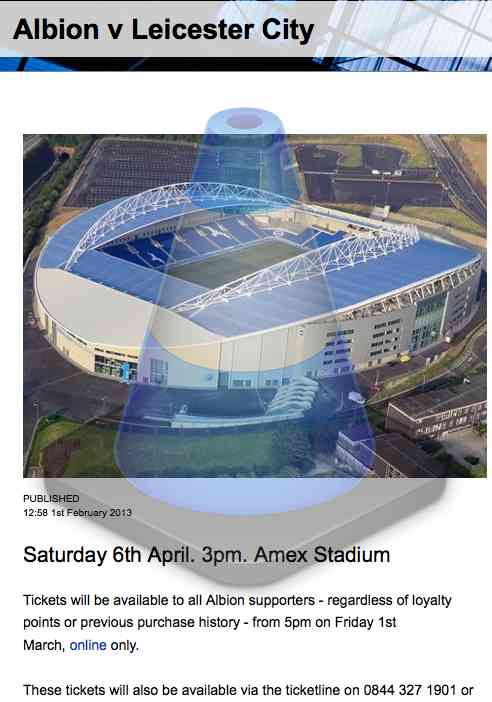 Albion v Leicester City
PUBLISHED
12:58 1st February 2013
Saturday 6th April. 3pm. Amex Stadium
Tickets will be available to all Albion supporters - regardless of loyalty
points or previous purchase history - from 5pm on Friday 1st
March, online only.
These tickets will also be available via the ticketline on 0844 327 1901 or